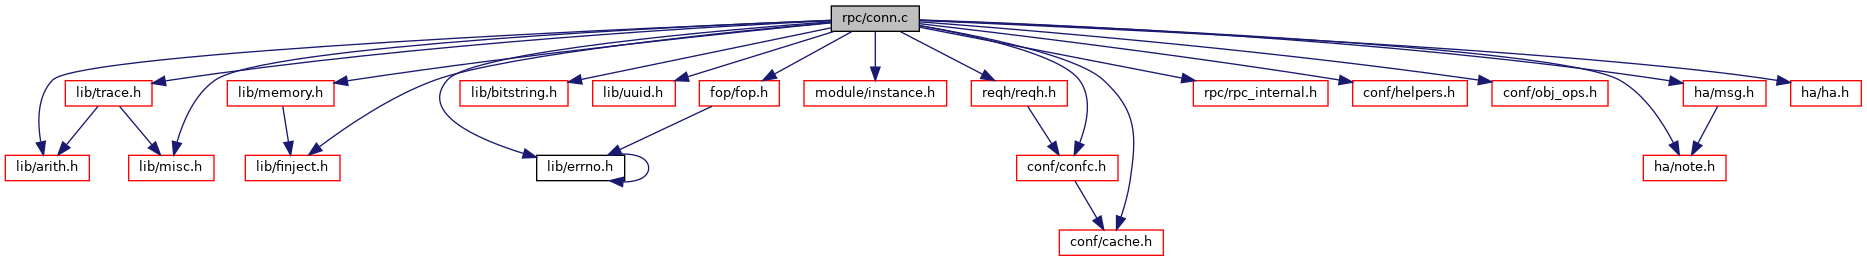 rpc/conn.c
lib/trace.h
lib/memory.h
lib/bitstring.h
lib/uuid.h
fop/fop.h
module/instance.h
reqh/reqh.h
rpc/rpc_internal.h
conf/helpers.h
conf/obj_ops.h
ha/msg.h
ha/ha.h
lib/arith.h
lib/misc.h
lib/finject.h
lib/errno.h
conf/confc.h
ha/note.h
conf/cache.h